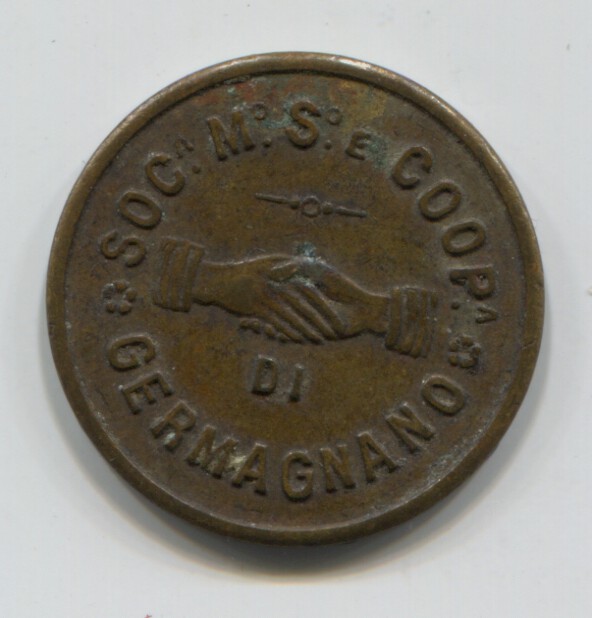 SOC.À M.º S.º E COOP.A
DI
GERMAGNANO